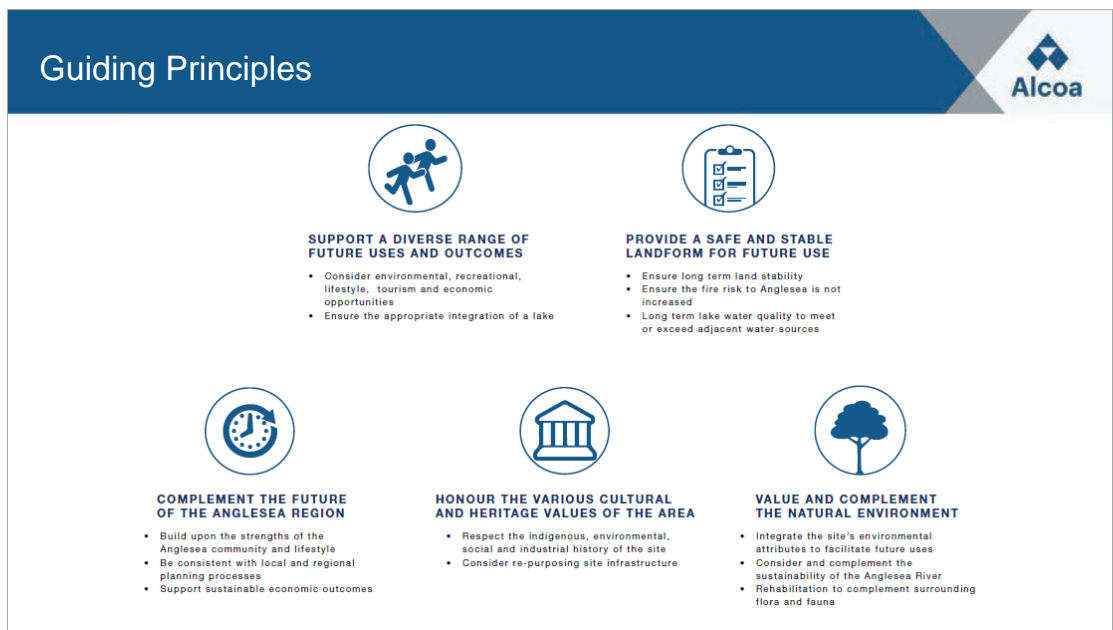 Guiding Principles
Alcoa
SUPPORT A DIVERSE RANGE OF
FUTURE USES AND OUTCOMES
• Consider environmental, recreational,
lifestyle, tourism and economic
opportunities
• Ensure the appropriate integration of a lake
PROVIDE A SAFE AND STABLE
LANDFORM FOR FUTURE USE
• Ensure long term land stability
• Ensure the fire risk to Anglesea is not
increased
• Long term lake water quality to meet
or exceed adjacent water sources
COMPLEMENT THE FUTURE
OF THE ANGLESEA REGION
• Build upon the strengths of the
Anglesea community and lifestyle
• Be consistent with local and regional
planning processes
• Support sustainable economic outcomes
HONOUR THE VARIOUS CULTURAL
AND HERITAGE VALUES OF THE AREA
• Respect the indigenous, environmental,
social and industrial history of the site
• Consider re-purposing site infrastructure
VALUE AND COMPLEMENT
THE NATURAL ENVIRONMENT
• Integrate the site's environmental
attributes to facilitate future uses
• Consider and complement the
sustainability of the Anglesea River
• Rehabilitation to complement surrounding
flora and fauna